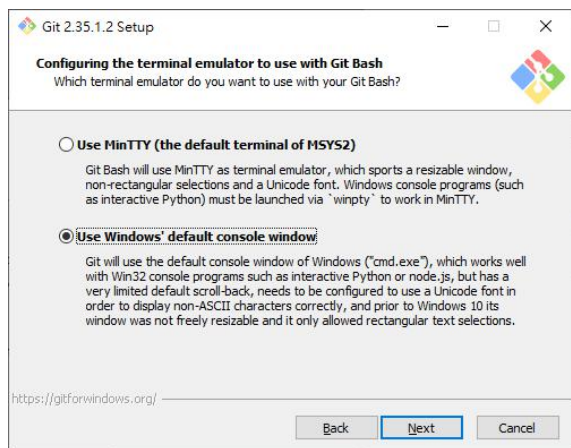 Git 2.35.1.2 Setup
Configuring the terminal emulator to use with Git Bash
Which terminal emulator do you want to use with your Git Bash?
Use MinTTY (the default terminal of MSYS2)
Git Bash will use MinTTY as terminal emulator, which sports a resizable window,
non-rectangular selections and a Unicode font. Windows console programs (such
as interactive Python) must be launched via `winpty` to work in MinTTY.
Use Windows' default console window
Git will use the default console window of Windows ("cmd.exe"), which works well
with Win32 console programs such as interactive Python or node.js, but has a
very limited default scroll-back, needs to be configured to use a Unicode font in
order to display non-ASCII characters correctly, and prior to Windows 10 its
window was not freely resizable and it only allowed rectangular text selections.
https://gitforwindows.org/
Back Next Cancel